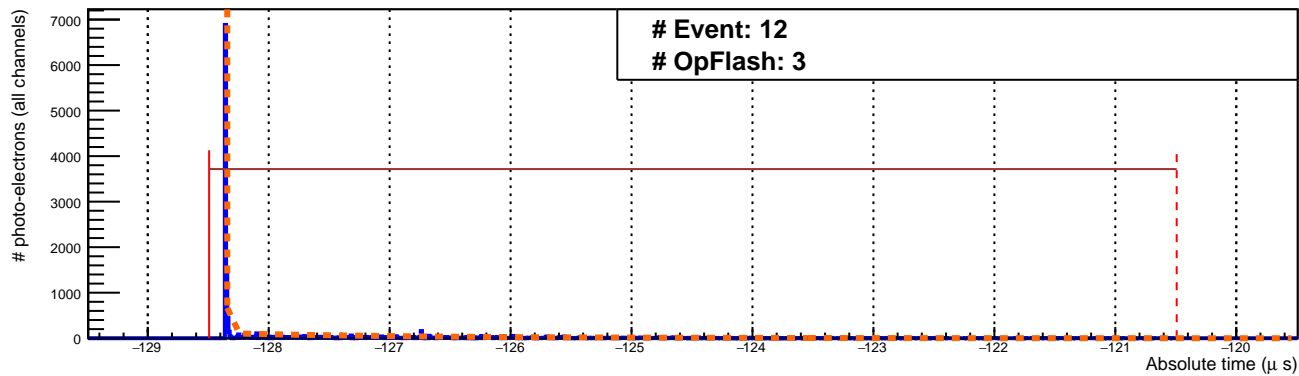 # Event: 12
# OpFlash: 3
# photo-electrons (all channels)
7000
6000
5000
4000
3000
2000
1000
0
−129 −128 −127 −126 −125 −124 −123 −122 −121 −120
Absolute time (μ s)